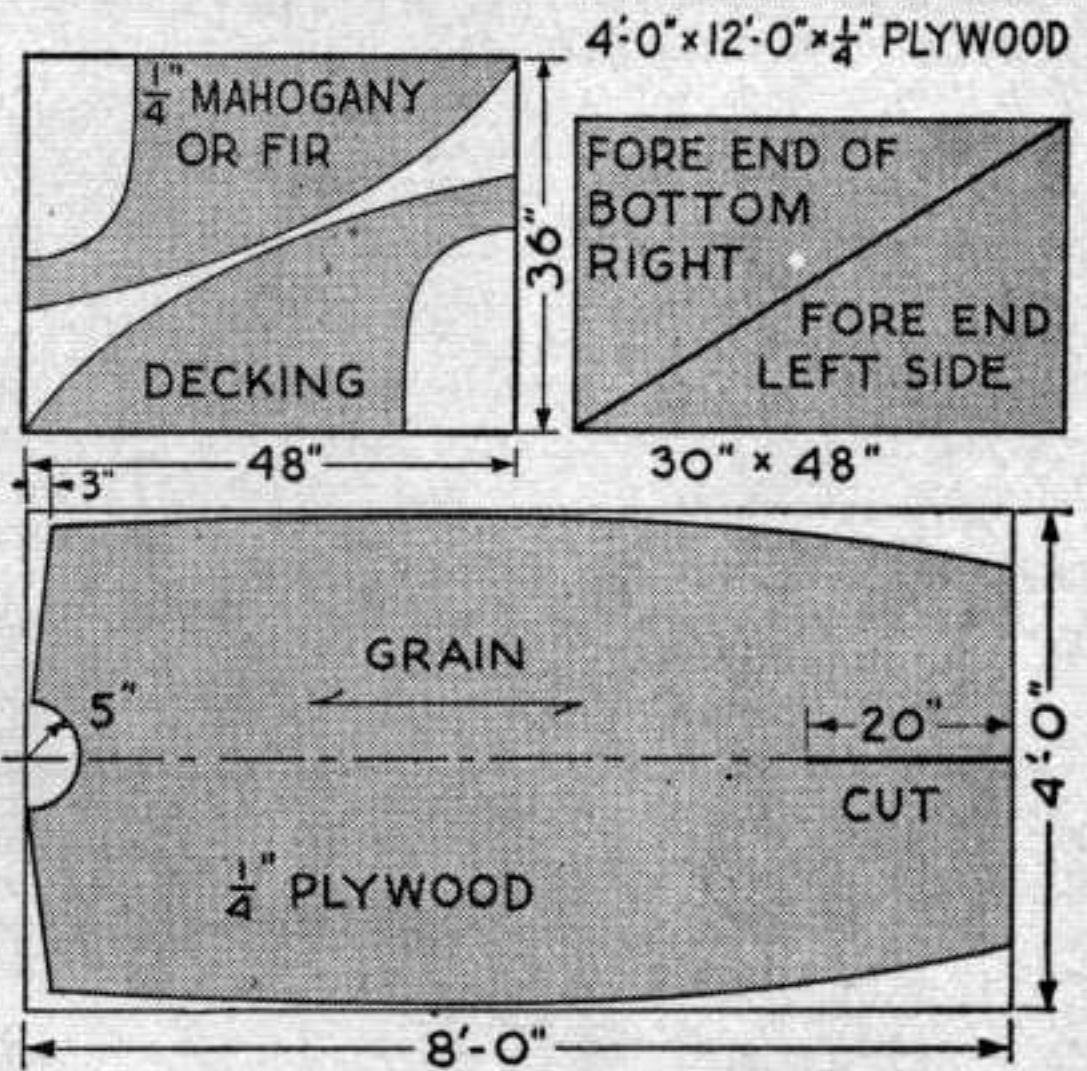 4'-0" x 12'-0" x 1/4" PLYWOOD
1/4" MAHOGANY
OR FIR
DECKING
36"
48"
3"
FORE END OF
BOTTOM
RIGHT
FORE END
LEFT SIDE
30" x 48"
GRAIN
5"
20"
CUT
1/4" PLYWOOD
4'-0"
8'-0"